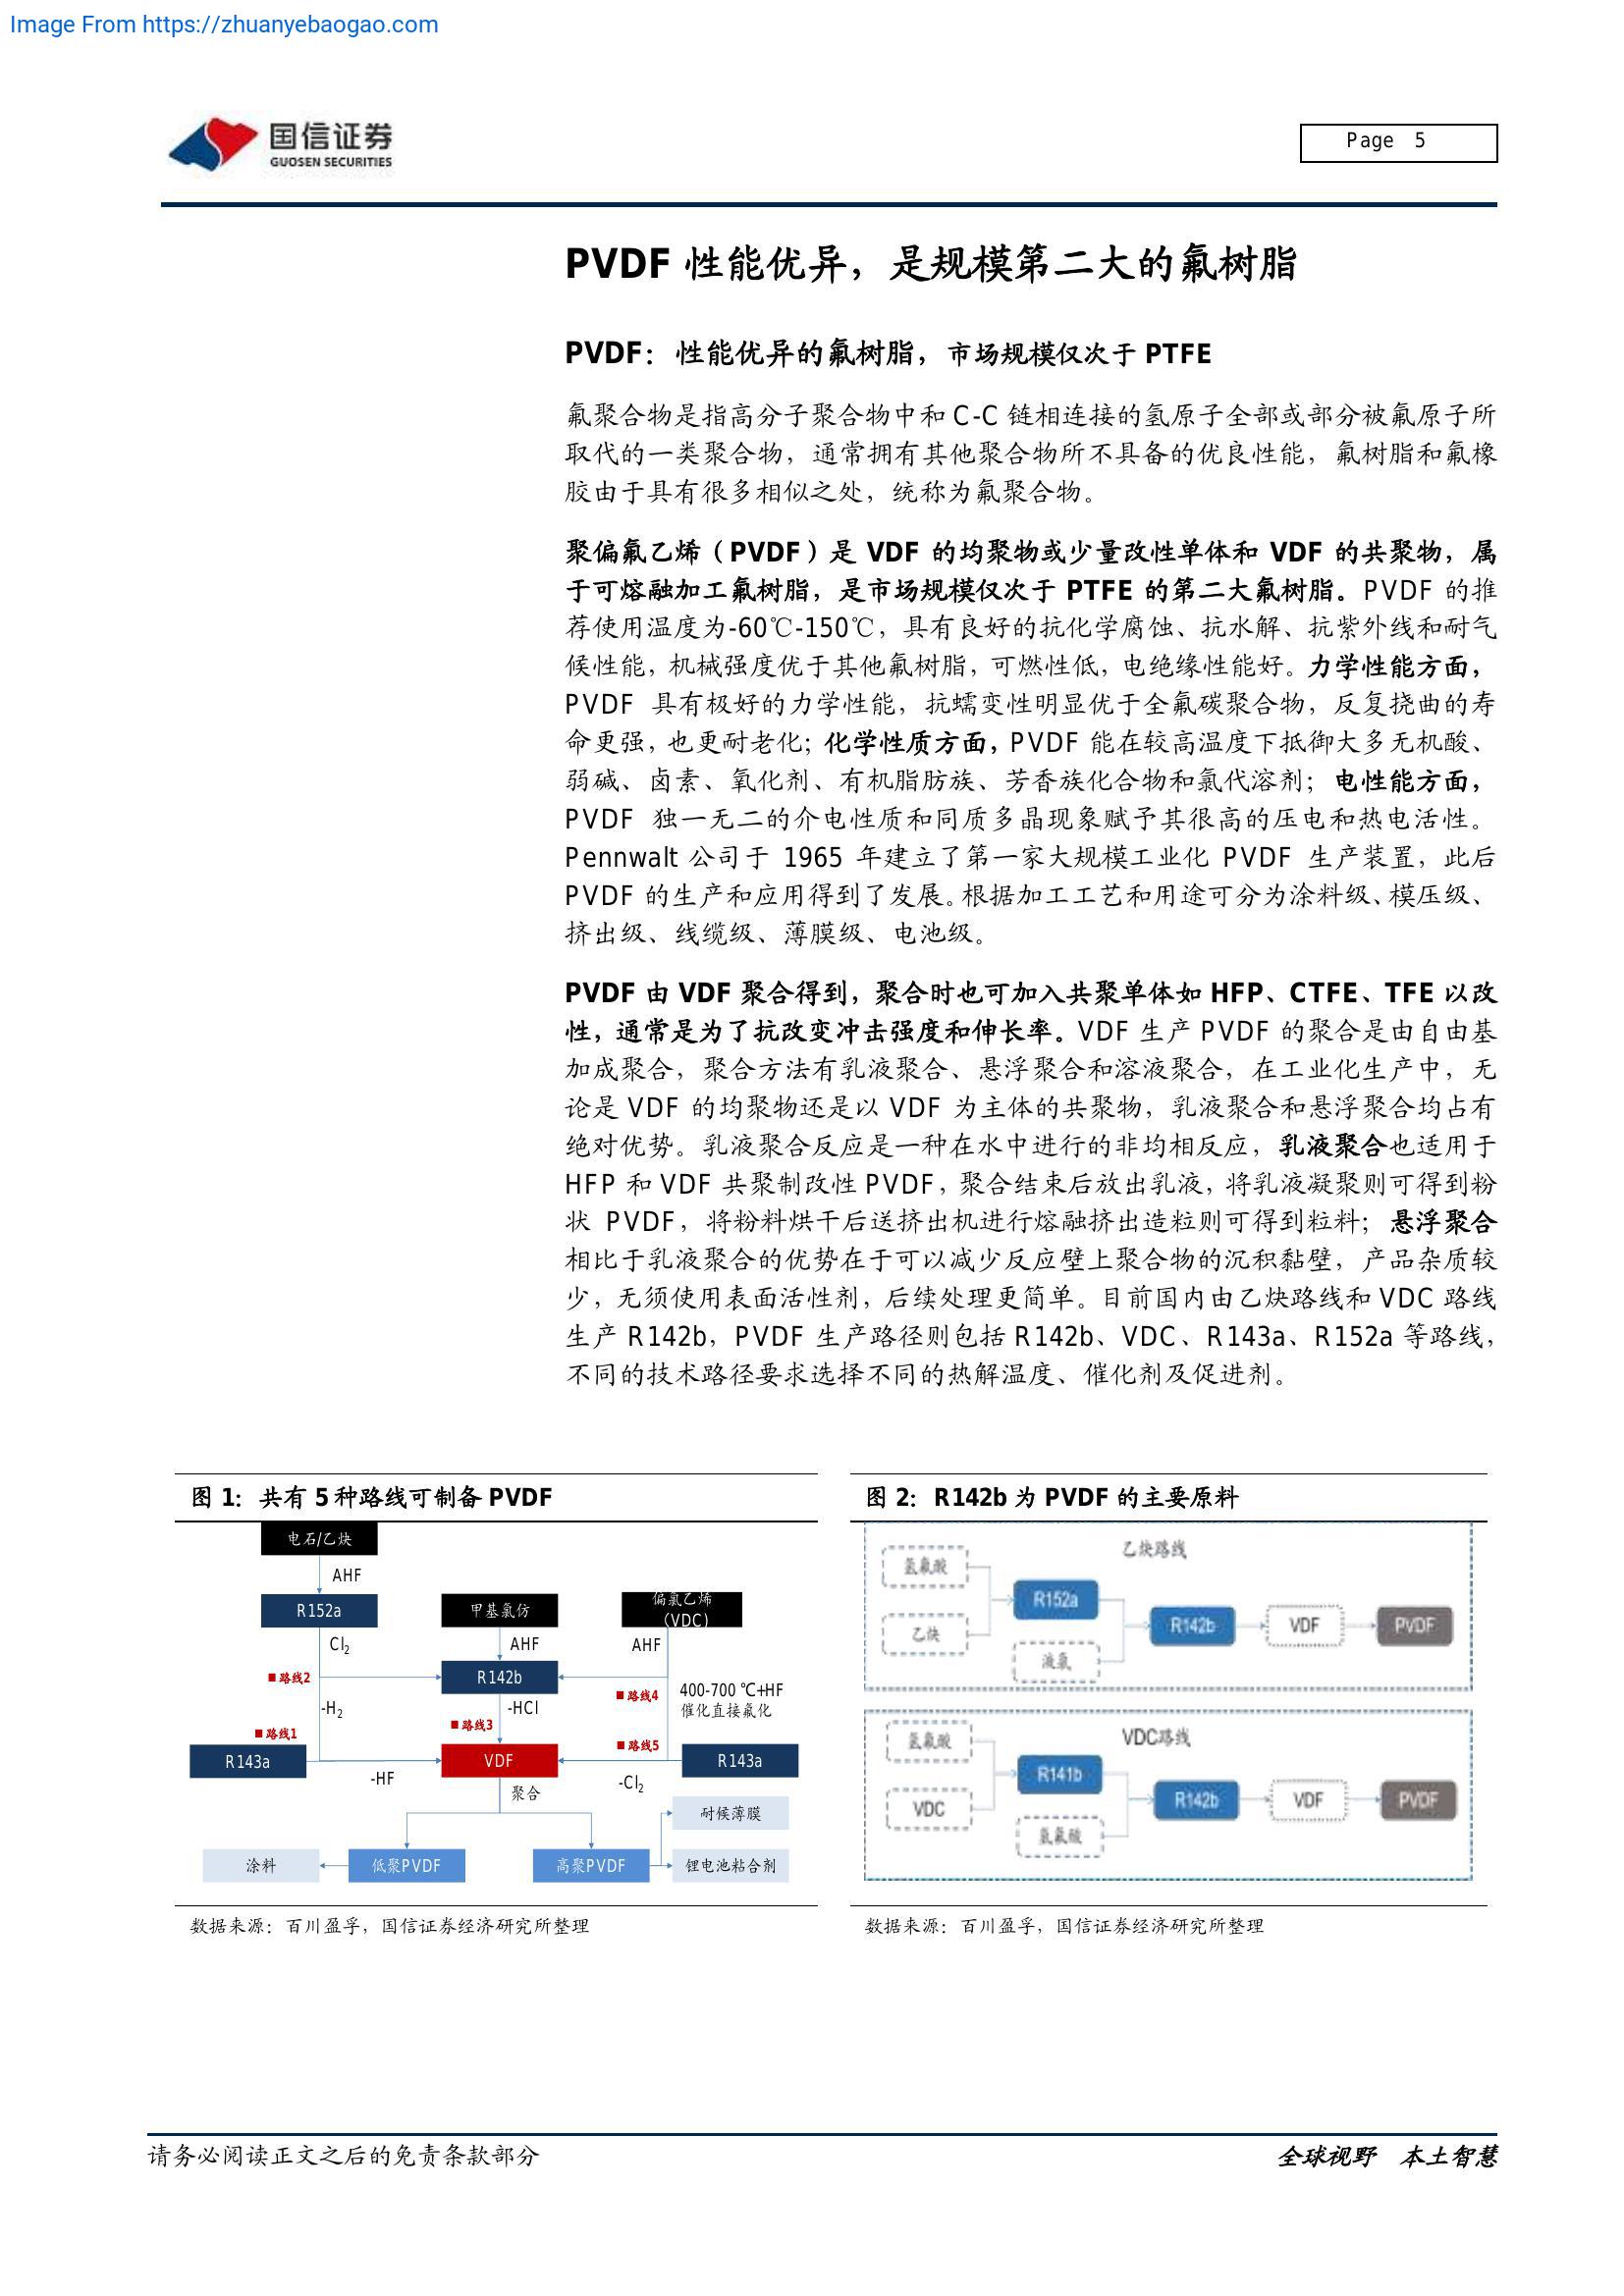 Image From https://zhuanyebaogao.com
国信证券
GUOSEN SECURITIES
Page 5
PVDF 性能优异，是规模第二大的氟树脂
PVDF：性能优异的氟树脂，市场规模仅次于 PTFE
氟聚合物是指高分子聚合物中和 C-C 链相连接的氢原子全部或部分被氟原子所
取代的一类聚合物，通常拥有其他聚合物所不具备的优良性能，氟树脂和氟橡
胶由于具有很多相似之处，统称为氟聚合物。
聚偏氟乙烯（PVDF）是 VDF 的均聚物或少量改性单体和 VDF 的共聚物，属
于可熔融加工氟树脂，是市场规模仅次于 PTFE 的第二大氟树脂。PVDF 的推
荐使用温度为-60℃-150℃，具有良好的抗化学腐蚀、抗水解、抗紫外线和耐气
候性能，机械强度优于其他氟树脂，可燃性低，电绝缘性能好。力学性能方面，
PVDF 具有极好的力学性能，抗蠕变性明显优于全氟碳聚合物，反复挠曲的寿
命更强，也更耐老化；化学性质方面，PVDF 能在较高温度下抵御大多无机酸、
弱碱、卤素、氧化剂、有机脂肪族、芳香族化合物和氯代溶剂；电性能方面，
PVDF 独一无二的介电性质和同质多晶现象赋予其很高的压电和热电活性。
Pennwalt 公司于 1965 年建立了第一家大规模工业化 PVDF 生产装置，此后
PVDF 的生产和应用得到了发展。根据加工工艺和用途可分为涂料级、模压级、
挤出级、线缆级、薄膜级、电池级。
PVDF 由 VDF 聚合得到，聚合时也可加入共聚单体如 HFP、CTFE、TFE 以改
性，通常是为了抗改变冲击强度和伸长率。VDF 生产 PVDF 的聚合是由自由基
加成聚合，聚合方法有乳液聚合、悬浮聚合和溶液聚合，在工业化生产中，无
论是 VDF 的均聚物还是以 VDF 为主体的共聚物，乳液聚合和悬浮聚合均占有
绝对优势。乳液聚合反应是一种在水中进行的非均相反应，乳液聚合也适用于
HFP 和 VDF 共聚制改性 PVDF，聚合结束后放出乳液，将乳液凝聚则可得到粉
状 PVDF，将粉料烘干后送挤出机进行熔融挤出造粒则可得到粒料；悬浮聚合
相比于乳液聚合的优势在于可以减少反应壁上聚合物的沉积黏壁，产品杂质较
少，无须使用表面活性剂，后续处理更简单。目前国内由乙炔路线和 VDC 路线
生产 R142b，PVDF 生产路径则包括 R142b、VDC、R143a、R152a 等路线，
不同的技术路径要求选择不同的热解温度、催化剂及促进剂。
图 1：共有 5 种路线可制备 PVDF
电石/乙炔
AHF
R152a
甲基氯仿
偏氯乙烯
（VDC）
Cl2
AHF
AHF
■ 路线2
R142b
■ 路线4
400-700 ℃+HF
催化直接氟化
-H2
-HCl
■ 路线1
■ 路线3
■ 路线5
R143a
VDF
R143a
-HF
聚合
-Cl2
耐候薄膜
涂料
低聚PVDF
高聚PVDF
锂电池粘合剂
数据来源：百川盈孚，国信证券经济研究所整理
图 2：R142b 为 PVDF 的主要原料
乙炔路线
氢氟酸
R152a
乙炔
R142b
VDF
PVDF
液氯
VDC路线
氢氟酸
R141b
VDC
R142b
VDF
PVDF
氢氟酸
数据来源：百川盈孚，国信证券经济研究所整理
请务必阅读正文之后的免责条款部分
全球视野 本土智慧